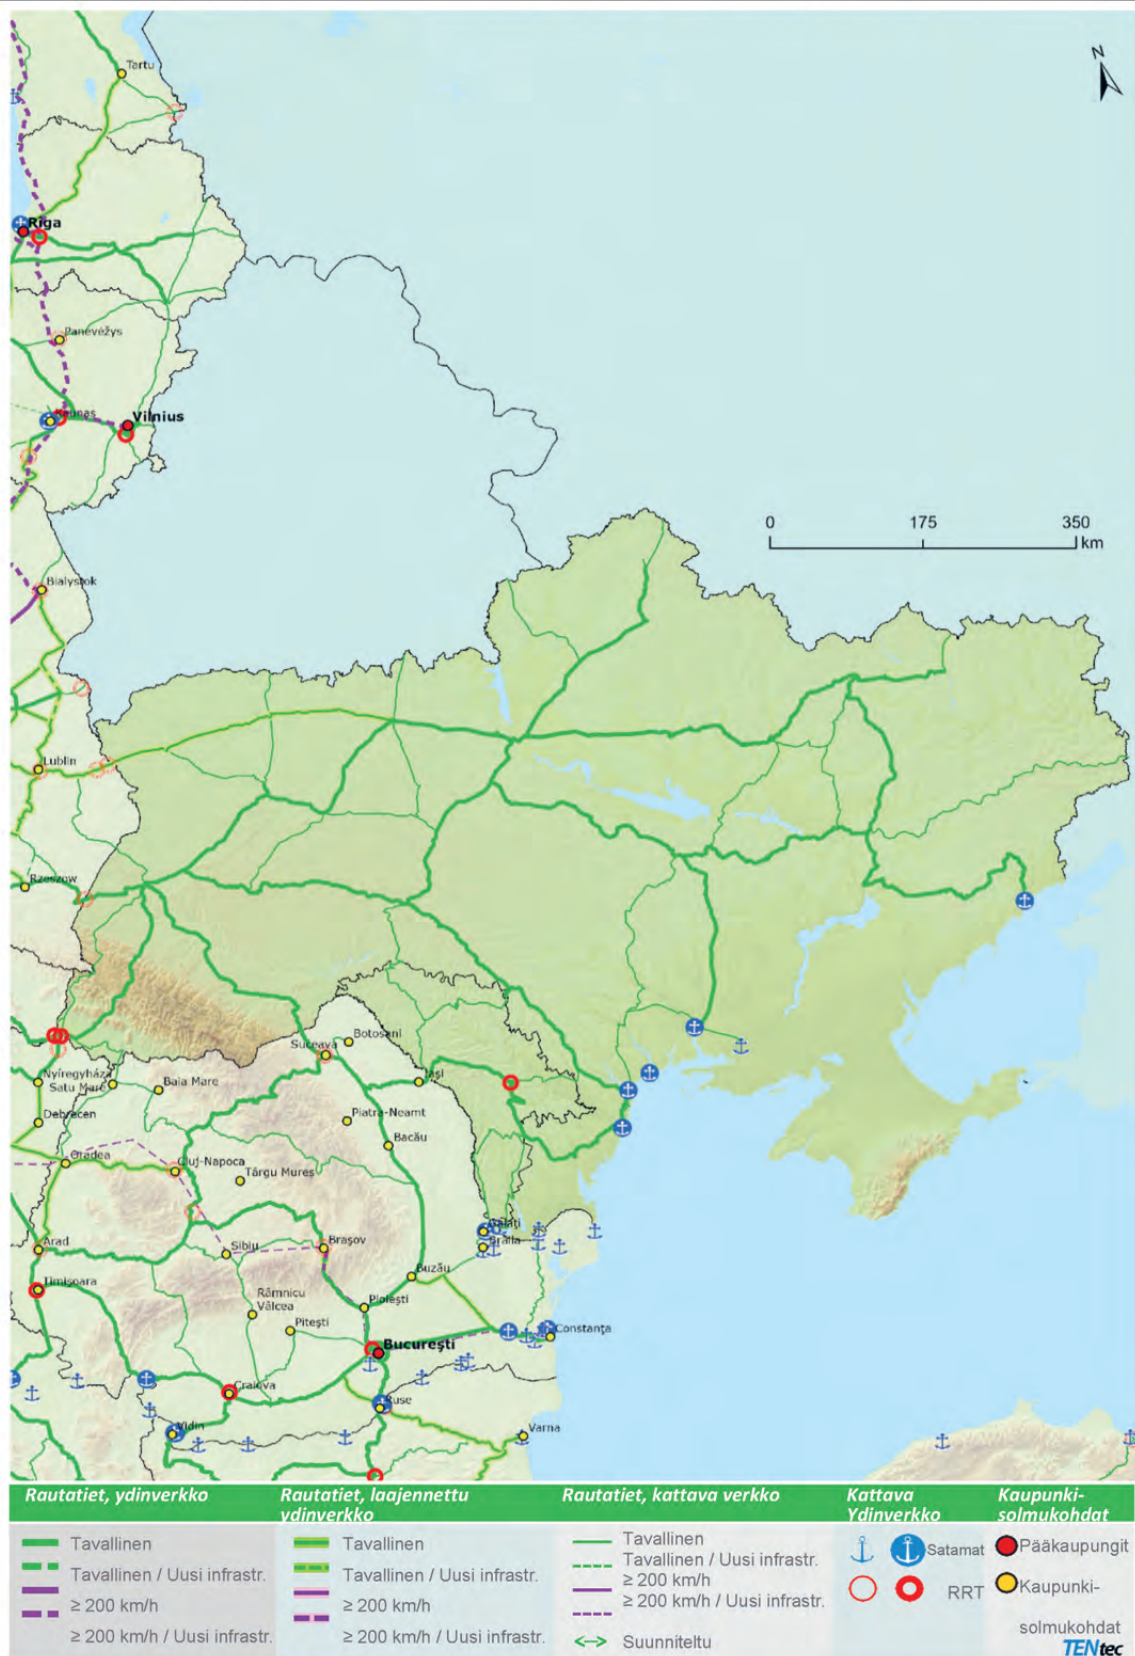 Tartu
N
Rīga
Panevėžys
Kaunas
Vilnius
0 175 350
km
Bialystok
Lublin
Rzeszow
Botoșani
Suceava
Nyíregyháza
Satu Mare
Baia Mare
Iași
Debrecen
Piatra-Neamt
Bacău
Oradea
Cluj-Napoca
Târgu Mureș
Galați
Brăila
Arad
Sibiu
Brașov
Buzău
Timișoara
Râmnicu
Vâlcea
Ploiești
Pitești
Constanța
București
Craiova
Ruse
Vidin
Varna
Rautatiet, ydinverkko
Rautatiet, laajennettu
ydinverkko
Rautatiet, kattava verkko
Kattava
Ydinverkko
Kaupunki-
solmukohdat
Tavallinen
Tavallinen / Uusi infrastr.
≥ 200 km/h
≥ 200 km/h / Uusi infrastr.
Tavallinen
Tavallinen / Uusi infrastr.
≥ 200 km/h
≥ 200 km/h / Uusi infrastr.
Tavallinen
Tavallinen / Uusi infrastr.
≥ 200 km/h
≥ 200 km/h / Uusi infrastr.
Suunniteltu
Satamat
RRT
Pääkaupungit
Kaupunki-
solmukohdat
TENtec